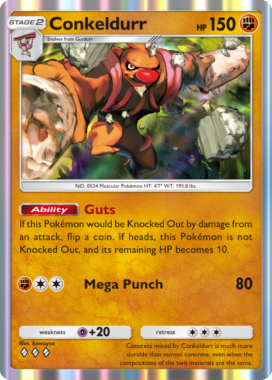 STAGE 2
Conkeldurr
HP 150
Evolves from Gurdurr
NO. 0534 Muscular Pokémon HT: 4'7" WT: 191.8 lbs.
Ability Guts
If this Pokémon would be Knocked Out by damage from
an attack, flip a coin. If heads, this Pokémon is not
Knocked Out, and its remaining HP becomes 10.
Mega Punch 80
weakness +20 retreat
Illus. kawayoo
Concrete mixed by Conkeldurr is much more
durable than normal concrete, even when the
compositions of the two materials are the same.